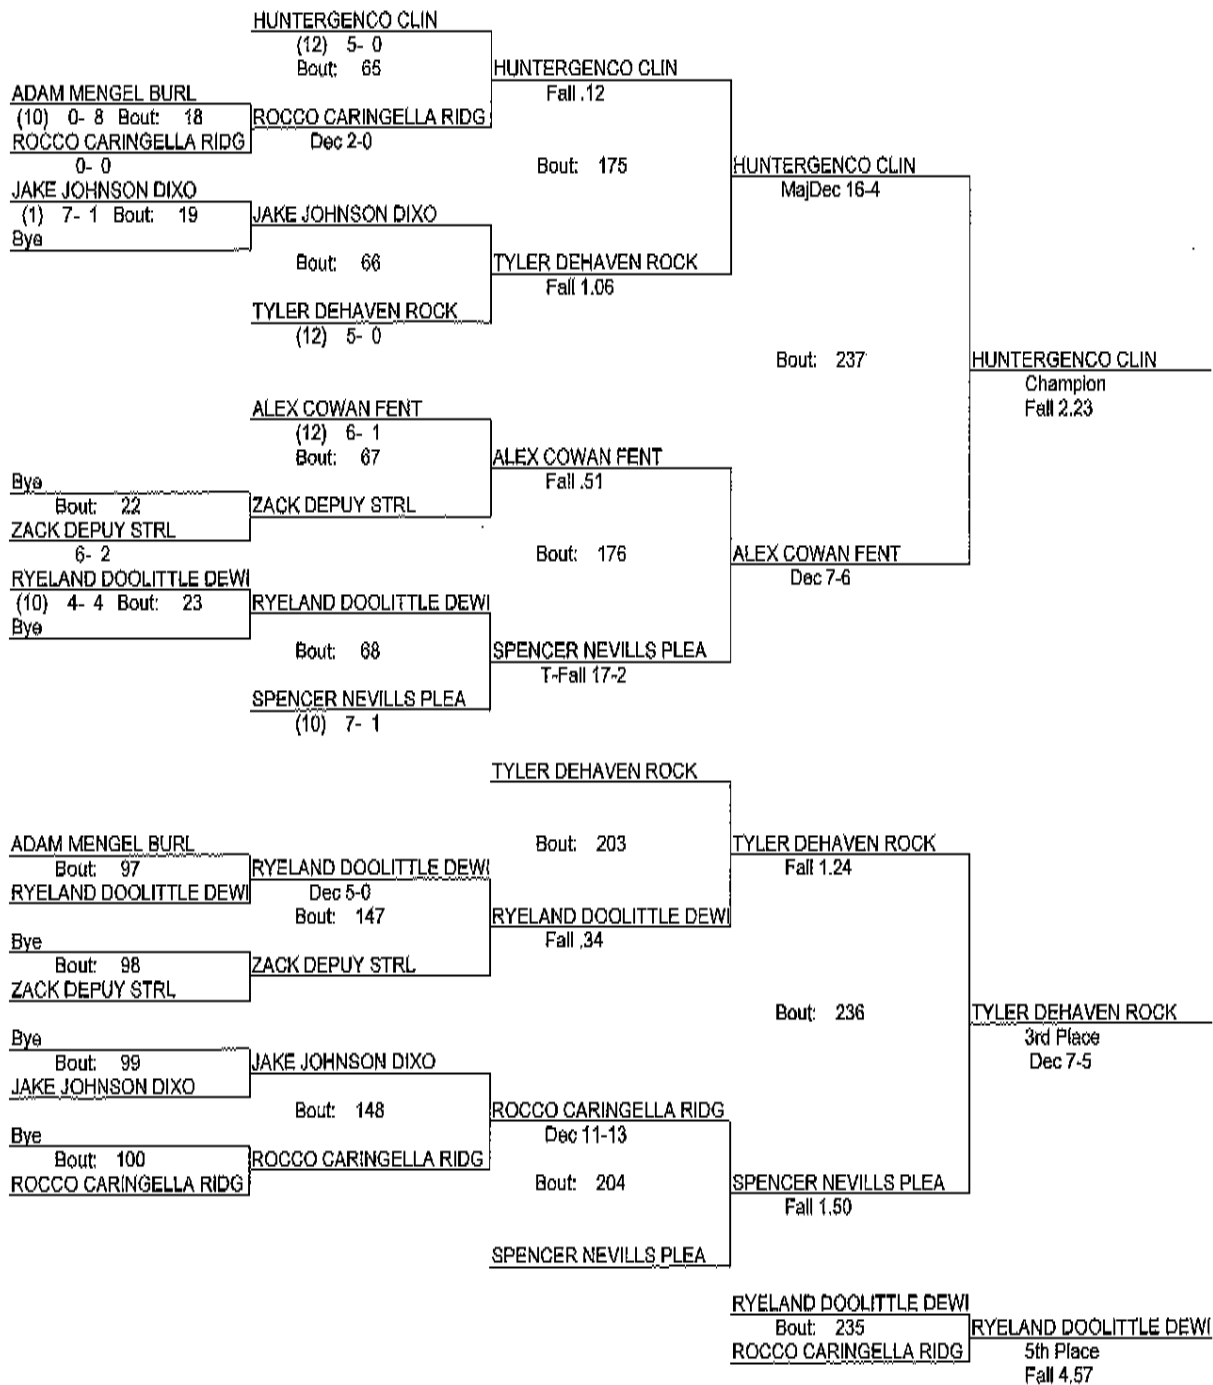 HUNTERGENCO CLIN
(12) 5- 0
Bout: 65
HUNTERGENCO CLIN
Fall .12
ADAM MENGEL BURL
(10) 0- 8 Bout: 18
ROCCO CARINGELLA RIDG
ROCCO CARINGELLA RIDG
Dec 2-0
0- 0
Bout: 175
HUNTERGENCO CLIN
MajDec 16-4
JAKE JOHNSON DIXO
(1) 7- 1 Bout: 19
JAKE JOHNSON DIXO
Bye
Bout: 66
TYLER DEHAVEN ROCK
Fall 1.06
TYLER DEHAVEN ROCK
(12) 5- 0
Bout: 237
HUNTERGENCO CLIN
Champion
Fall 2.23
ALEX COWAN FENT
(12) 6- 1
Bout: 67
ALEX COWAN FENT
Fall .51
Bye
Bout: 22
ZACK DEPUY STRL
ZACK DEPUY STRL
6- 2
Bout: 176
ALEX COWAN FENT
Dec 7-6
RYELAND DOOLITTLE DEWI
(10) 4- 4 Bout: 23
RYELAND DOOLITTLE DEWI
Bye
Bout: 68
SPENCER NEVILLS PLEA
T-Fall 17-2
SPENCER NEVILLS PLEA
(10) 7- 1
TYLER DEHAVEN ROCK
Bout: 203
TYLER DEHAVEN ROCK
Fall 1.24
ADAM MENGEL BURL
Bout: 97
RYELAND DOOLITTLE DEWI
RYELAND DOOLITTLE DEWI
Dec 5-0
Bout: 147
RYELAND DOOLITTLE DEWI
Fall .34
Bye
Bout: 98
ZACK DEPUY STRL
ZACK DEPUY STRL
Bout: 236
TYLER DEHAVEN ROCK
3rd Place
Dec 7-5
Bye
Bout: 99
JAKE JOHNSON DIXO
JAKE JOHNSON DIXO
Bout: 148
ROCCO CARINGELLA RIDG
Dec 11-13
Bye
Bout: 100
ROCCO CARINGELLA RIDG
ROCCO CARINGELLA RIDG
Bout: 204
SPENCER NEVILLS PLEA
Fall 1.50
SPENCER NEVILLS PLEA
RYELAND DOOLITTLE DEWI
Bout: 235
ROCCO CARINGELLA RIDG
RYELAND DOOLITTLE DEWI
5th Place
Fall 4.57